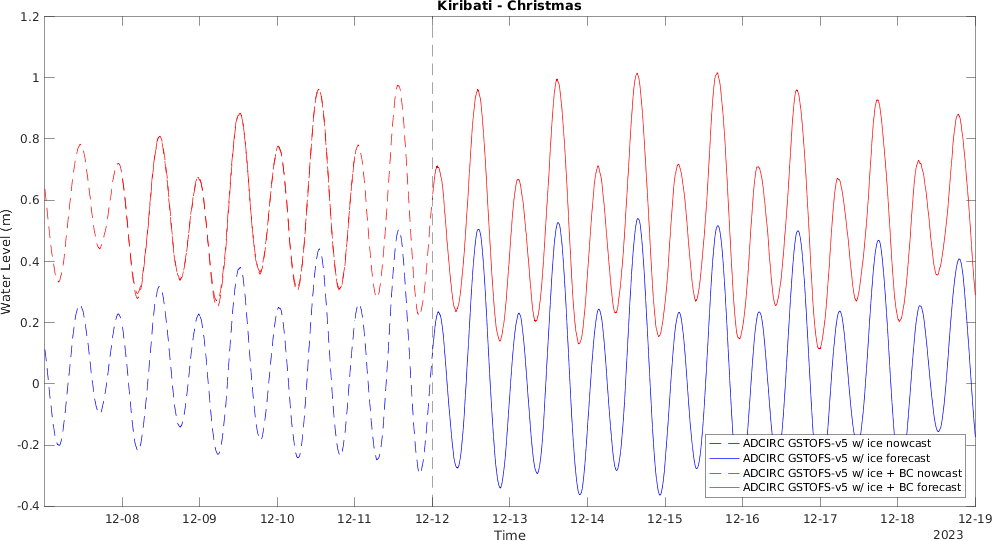 Kiribati - Christmas
1.2
1
0.8
0.6
0.4
0.2
0
-0.2
-0.4
Water Level (m)
ADCIRC GSTOFS-v5 w/ ice nowcast
ADCIRC GSTOFS-v5 w/ ice forecast
ADCIRC GSTOFS-v5 w/ ice + BC nowcast
ADCIRC GSTOFS-v5 w/ ice + BC forecast
12-08 12-09 12-10 12-11 12-12 12-13 12-14 12-15 12-16 12-17 12-18 12-19
Time
2023